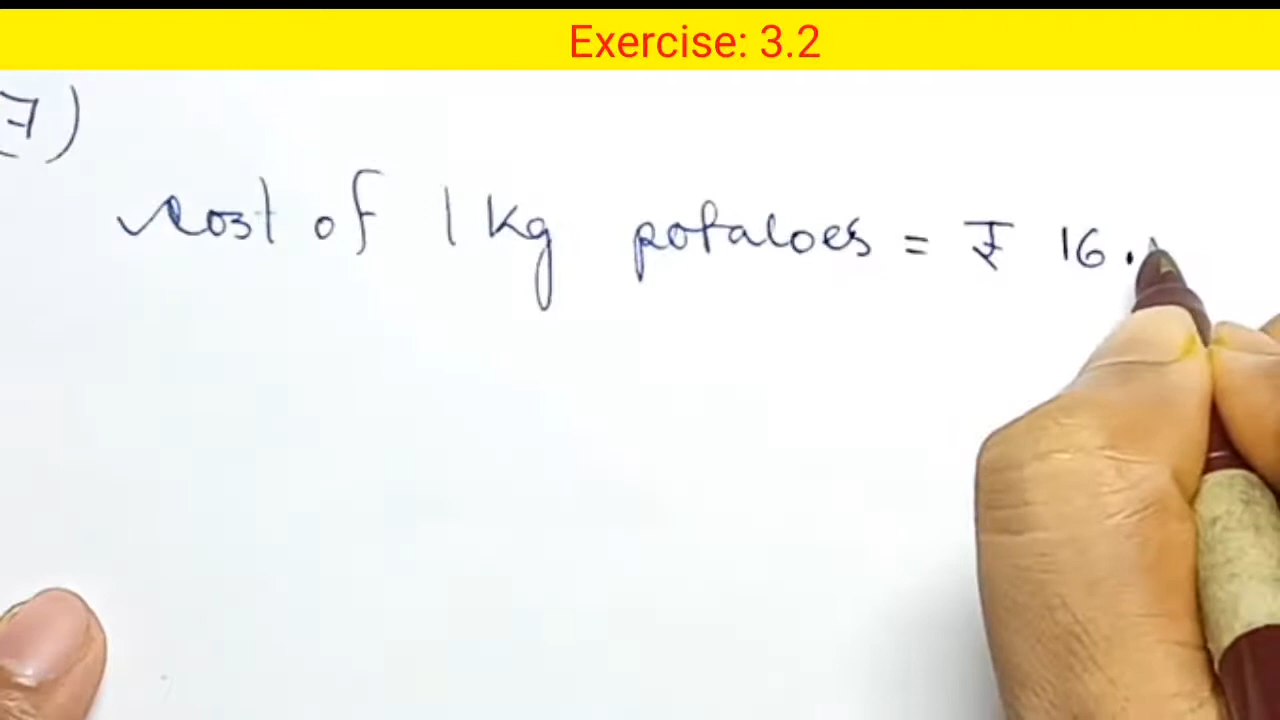 Exercise: 3.2
7)
cost of 1 kg potatoes = ₹ 16.